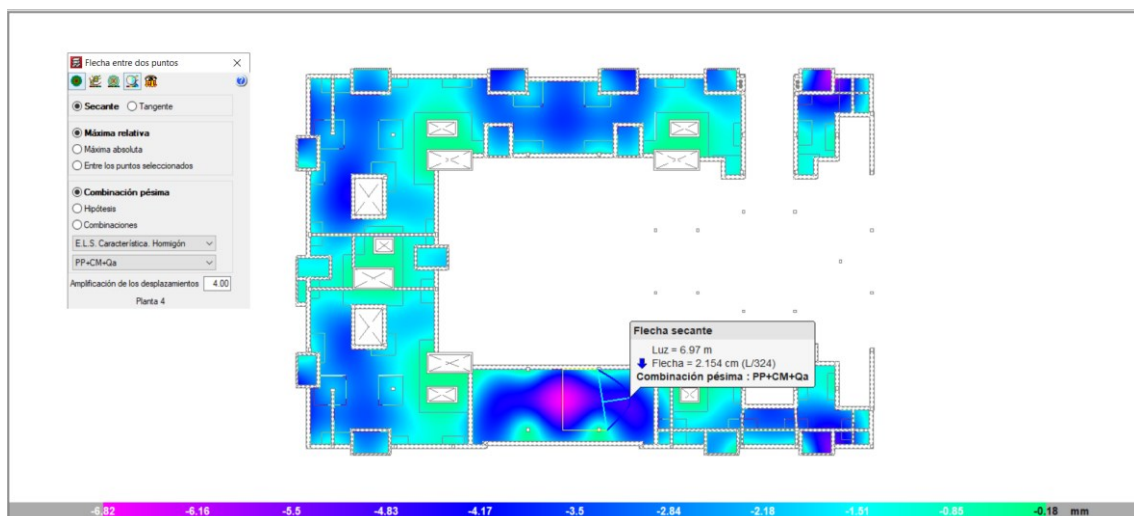 Flecha entre dos puntos
Secante Tangente
Máxima relativa
Máxima absoluta
Entre los puntos seleccionados
Combinación pésima
Hipótesis
Combinaciones
E.L.S. Característica. Hormigón
PP+CM+Qa
Amplificación de los desplazamientos 4.00
Planta 4
Flecha secante
Luz = 6.97 m
Flecha = 2.154 cm (L/324)
Combinación pésima : PP+CM+Qa
-6.82 -6.16 -5.5 -4.83 -4.17 -3.5 -2.84 -2.18 -1.51 -0.85 -0.18 mm